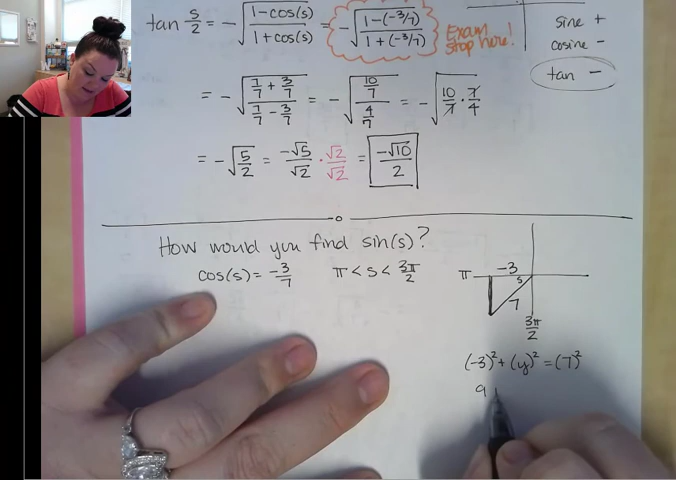 tan s/2 = -√((1-cos(s))/(1+cos(s))) = -√((1-(-3/7))/(1+(-3/7))) Exam stop here!
sine +
cosine -
tan -
= -√((7/7 + 3/7)/(7/7 - 3/7)) = -√((10/7)/(4/7)) = -√(10/7 · 7/4)
= -√(5/2) = -√5/√2 · √2/√2 = -√10/2
How would you find sin(s)?
cos(s) = -3/7 π < s < 3π/2
π -3 s
7
3π/2
(-3)² + (y)² = (7)²
9